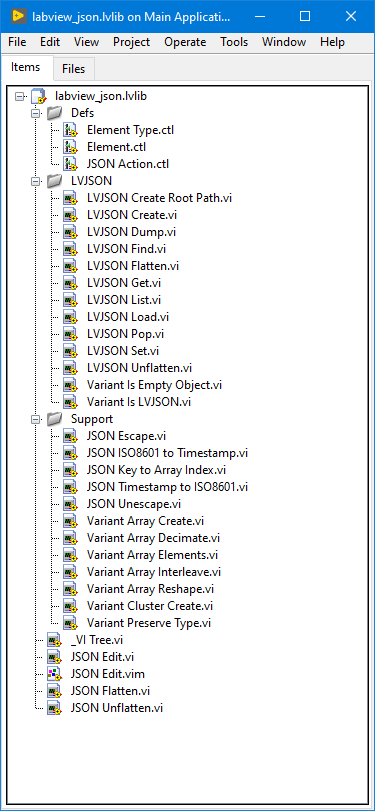 labview_json.lvlib on Main Applicati...
File Edit View Project Operate Tools Window Help
Items Files
labview_json.lvlib
Defs
Element Type.ctl
Element.ctl
JSON Action.ctl
LVJSON
LVJSON Create Root Path.vi
LVJSON Create.vi
LVJSON Dump.vi
LVJSON Find.vi
LVJSON Flatten.vi
LVJSON Get.vi
LVJSON List.vi
LVJSON Load.vi
LVJSON Pop.vi
LVJSON Set.vi
LVJSON Unflatten.vi
Variant Is Empty Object.vi
Variant Is LVJSON.vi
Support
JSON Escape.vi
JSON ISO8601 to Timestamp.vi
JSON Key to Array Index.vi
JSON Timestamp to ISO8601.vi
JSON Unescape.vi
Variant Array Create.vi
Variant Array Decimate.vi
Variant Array Elements.vi
Variant Array Interleave.vi
Variant Array Reshape.vi
Variant Cluster Create.vi
Variant Preserve Type.vi
_VI Tree.vi
JSON Edit.vi
JSON Edit.vim
JSON Flatten.vi
JSON Unflatten.vi